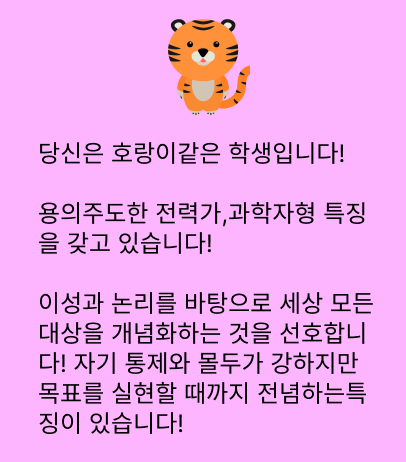 당신은 호랑이같은 학생입니다!
용의주도한 전력가,과학자형 특징
을 갖고 있습니다!
이성과 논리를 바탕으로 세상 모든
대상을 개념화하는 것을 선호합니
다! 자기 통제와 몰두가 강하지만
목표를 실현할 때까지 전념하는특
징이 있습니다!